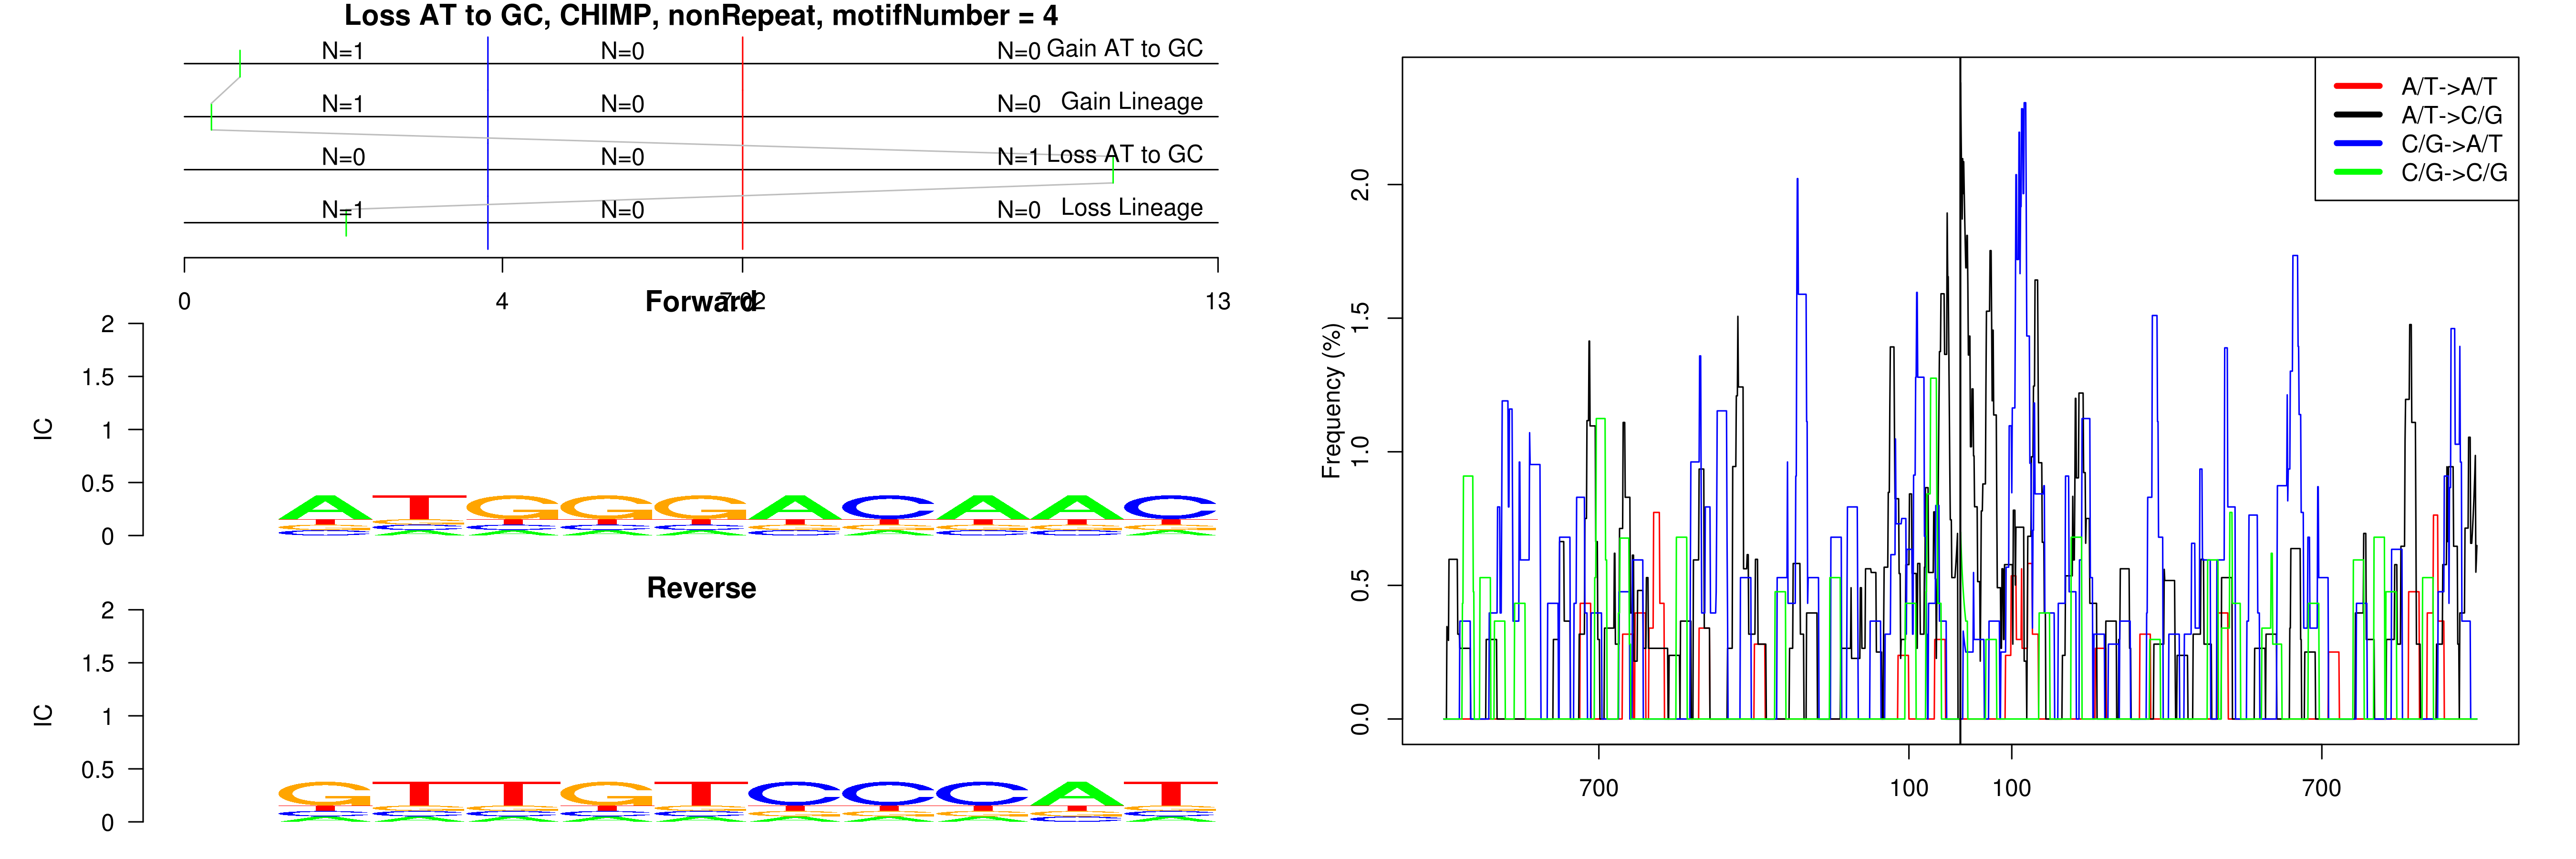 Loss AT to GC, CHIMP, nonRepeat, motifNumber = 4
N=1 N=0 N=0 Gain AT to GC
N=1 N=0 N=0 Gain Lineage
N=0 N=0 N=1 Loss AT to GC
N=1 N=0 N=0 Loss Lineage
0 4 7.02 13
Forward
2
1.5
1
0.5
0
IC
ATGGGACAAC
Reverse
2
1.5
1
0.5
0
IC
GTTGTCCCAT
A/T->A/T
A/T->C/G
C/G->A/T
C/G->C/G
Frequency (%)
2.0
1.5
1.0
0.5
0.0
700 100 100 700